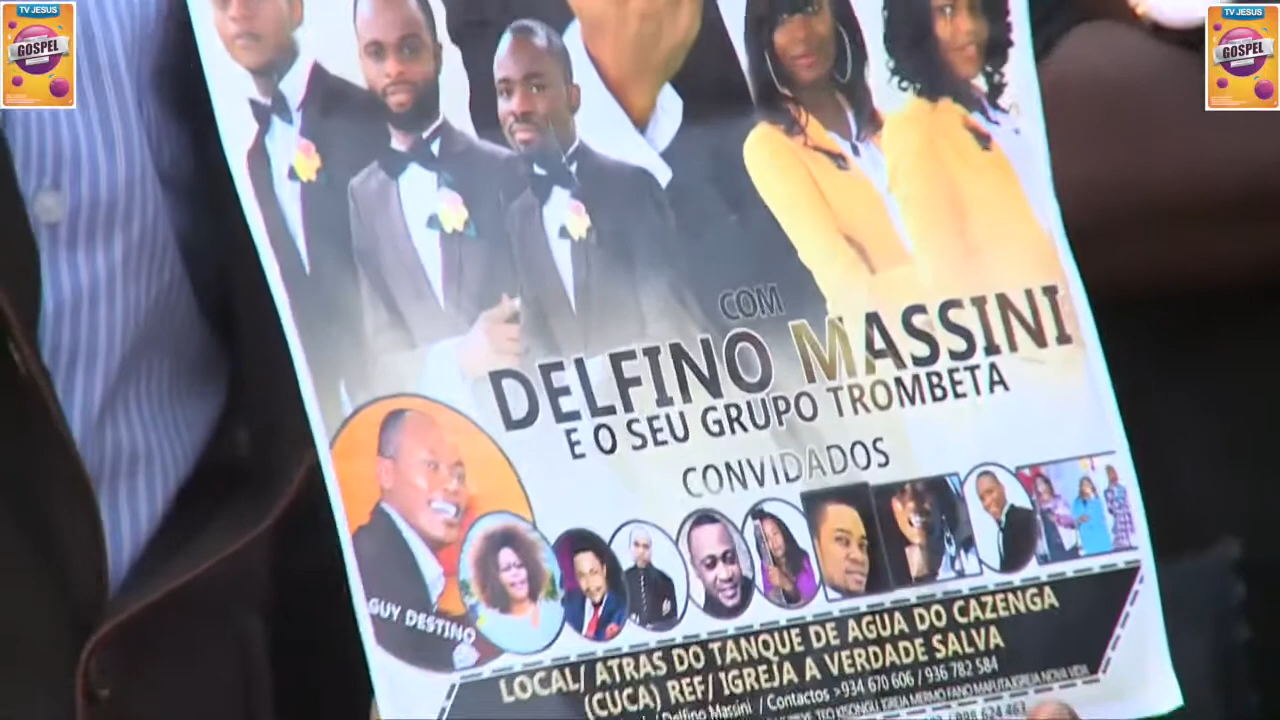 TV JESUS
GOSPEL
TV JESUS
GOSPEL
COM
DELFINO MASSINI
E O SEU GRUPO TROMBETA
CONVIDADOS
GUY DESTINO
LOCAL/ ATRAS DO TANQUE DE AGUA DO CAZENGA
(CUCA) REF/ IGREJA A VERDADE SALVA
/ Delfino Massini / Contactos >934 670 606 / 936 782 584